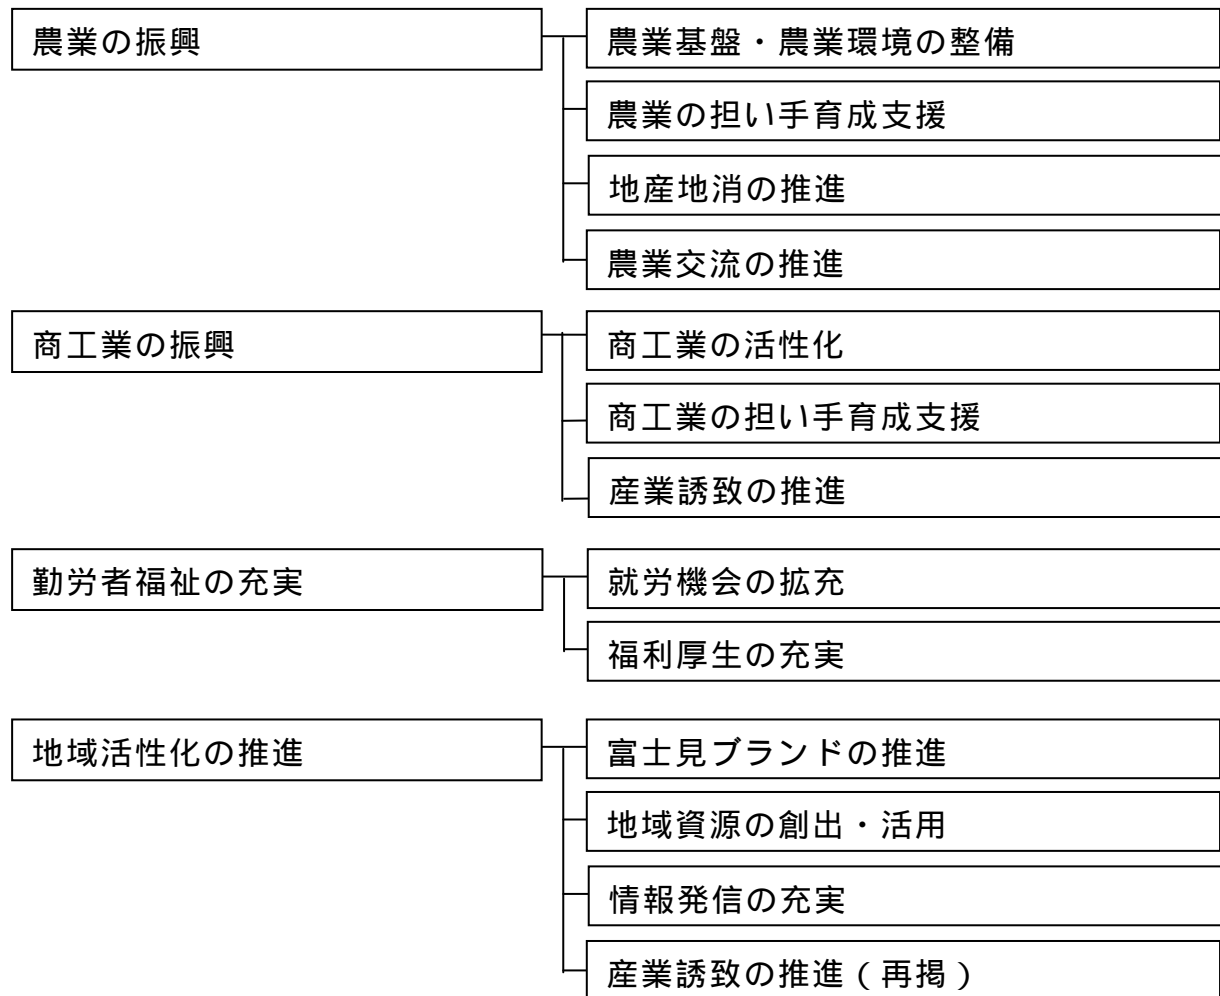 農業の振興
農業基盤・農業環境の整備
農業の担い手育成支援
地産地消の推進
農業交流の推進
商工業の振興
商工業の活性化
商工業の担い手育成支援
産業誘致の推進
勤労者福祉の充実
就労機会の拡充
福利厚生の充実
地域活性化の推進
富士見ブランドの推進
地域資源の創出・活用
情報発信の充実
産業誘致の推進(再掲)